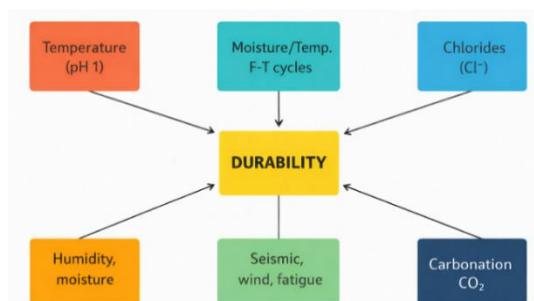 Temperature
(pH 1)
Moisture/Temp.
F-T cycles
Chlorides
(Cl⁻)
DURABILITY
Humidity,
moisture
Seismic,
wind, fatigue
Carbonation
CO₂